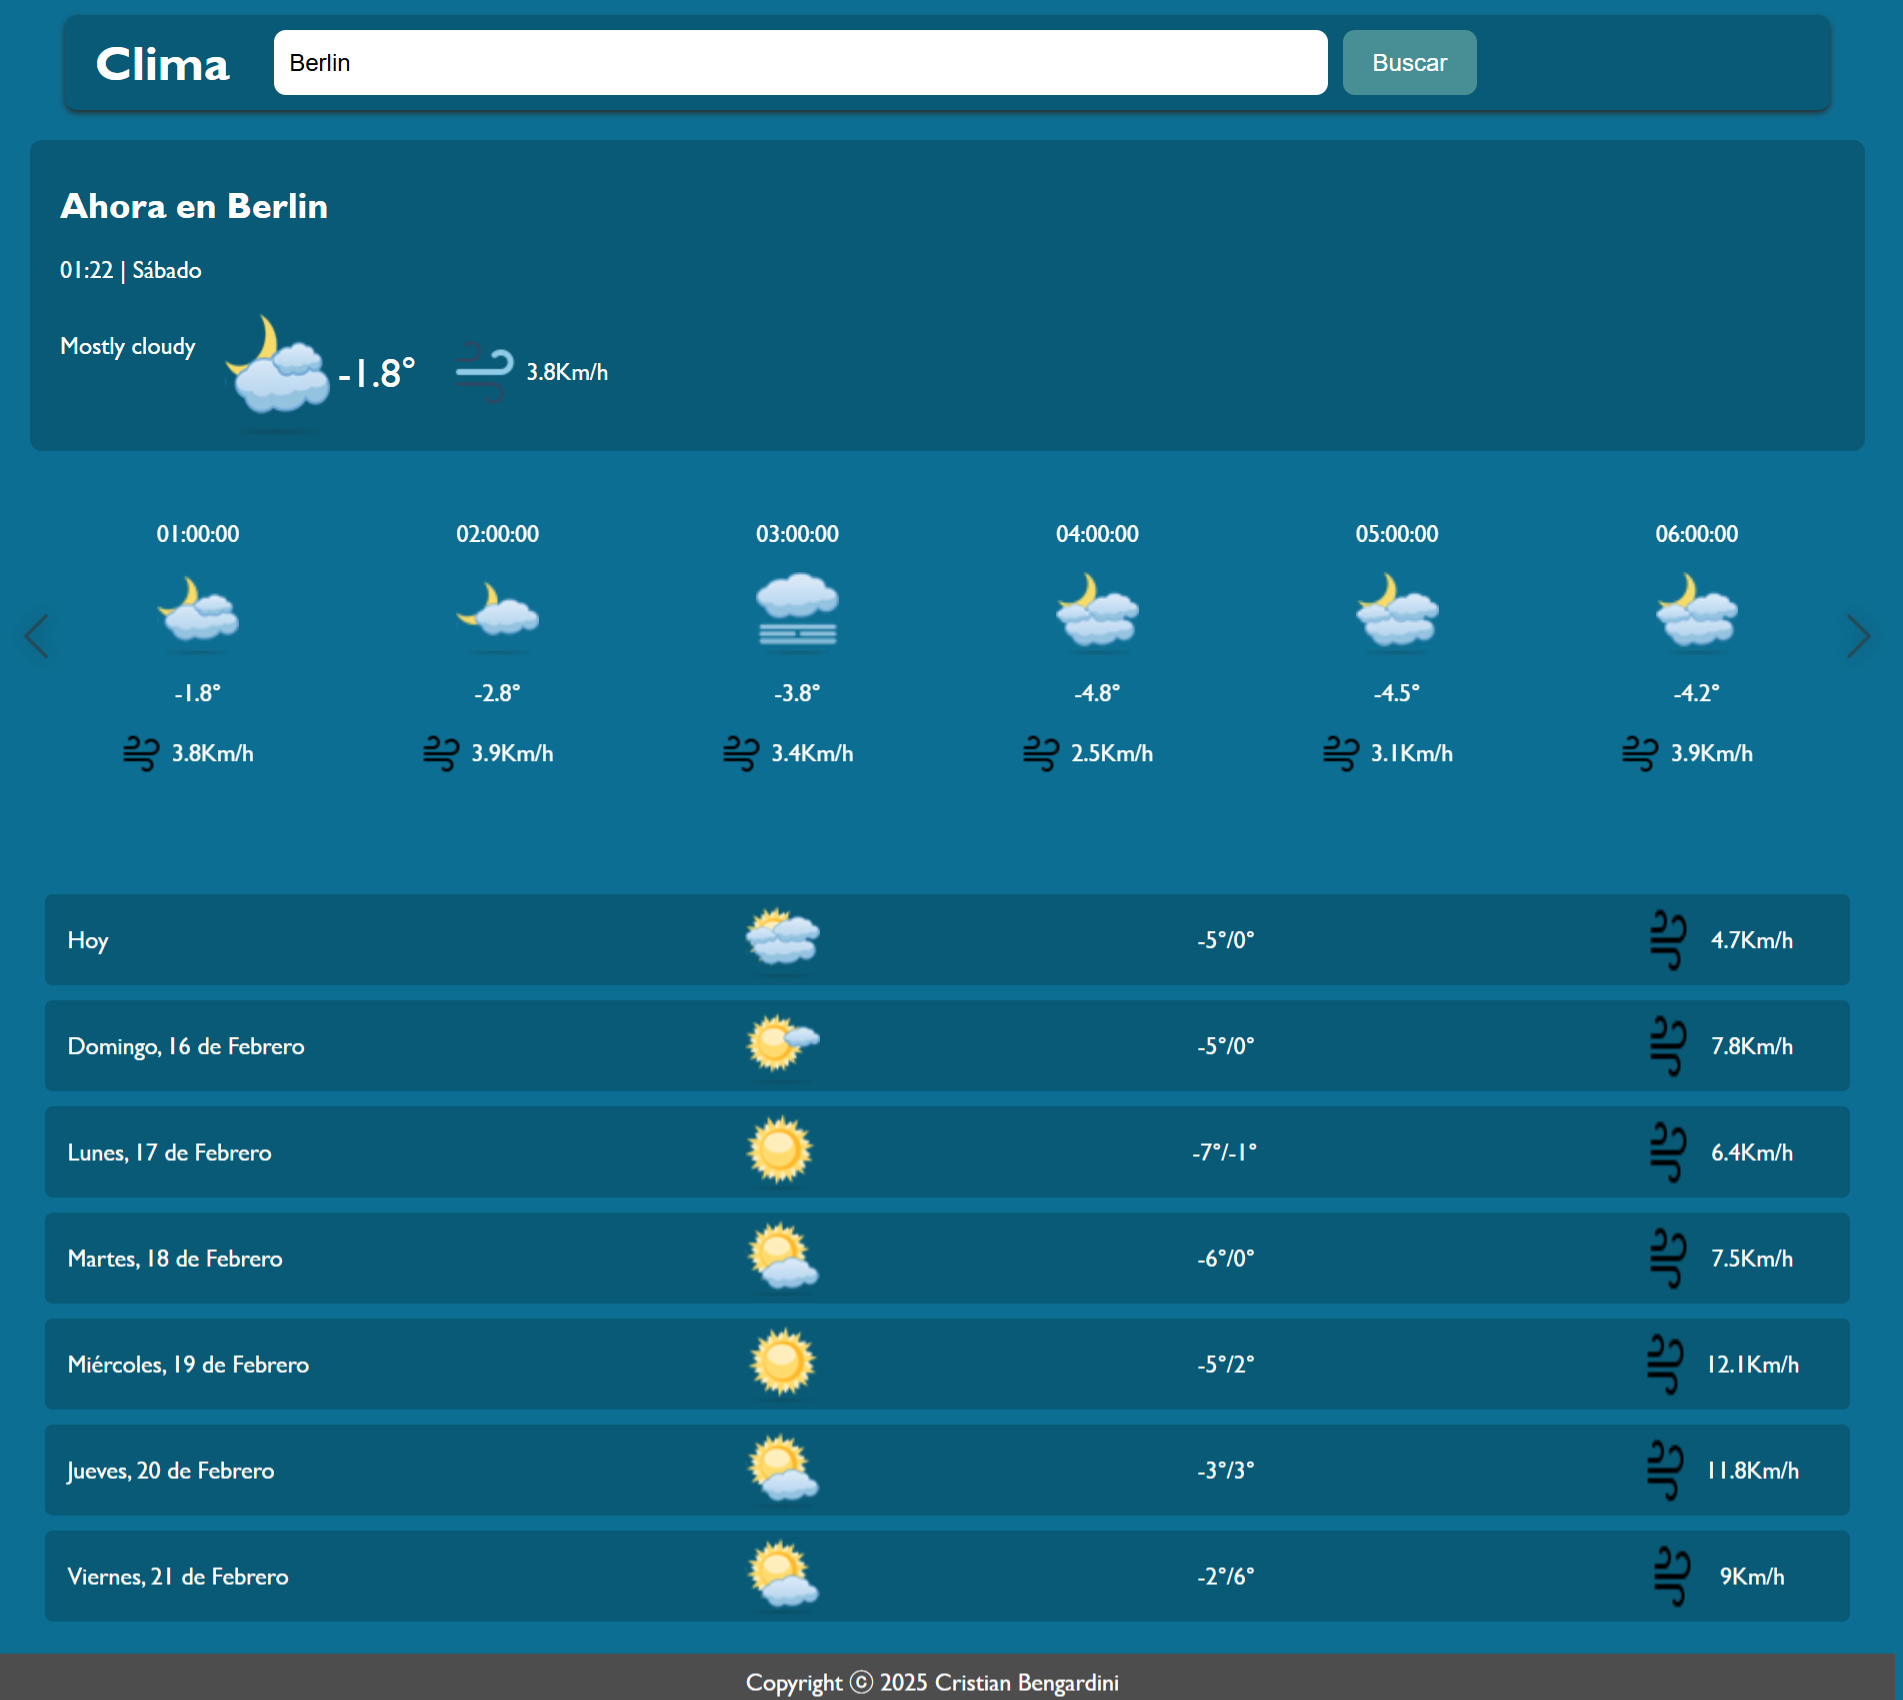 Clima Berlin Buscar
Ahora en Berlin
01:22 | Sábado
Mostly cloudy -1.8° 3.8Km/h
01:00:00 02:00:00 03:00:00 04:00:00 05:00:00 06:00:00
-1.8° -2.8° -3.8° -4.8° -4.5° -4.2°
3.8Km/h 3.9Km/h 3.4Km/h 2.5Km/h 3.1Km/h 3.9Km/h
Hoy -5°/0° 4.7Km/h
Domingo, 16 de Febrero -5°/0° 7.8Km/h
Lunes, 17 de Febrero -7°/-1° 6.4Km/h
Martes, 18 de Febrero -6°/0° 7.5Km/h
Miércoles, 19 de Febrero -5°/2° 12.1Km/h
Jueves, 20 de Febrero -3°/3° 11.8Km/h
Viernes, 21 de Febrero -2°/6° 9Km/h
Copyright ⓒ 2025 Cristian Bengardini